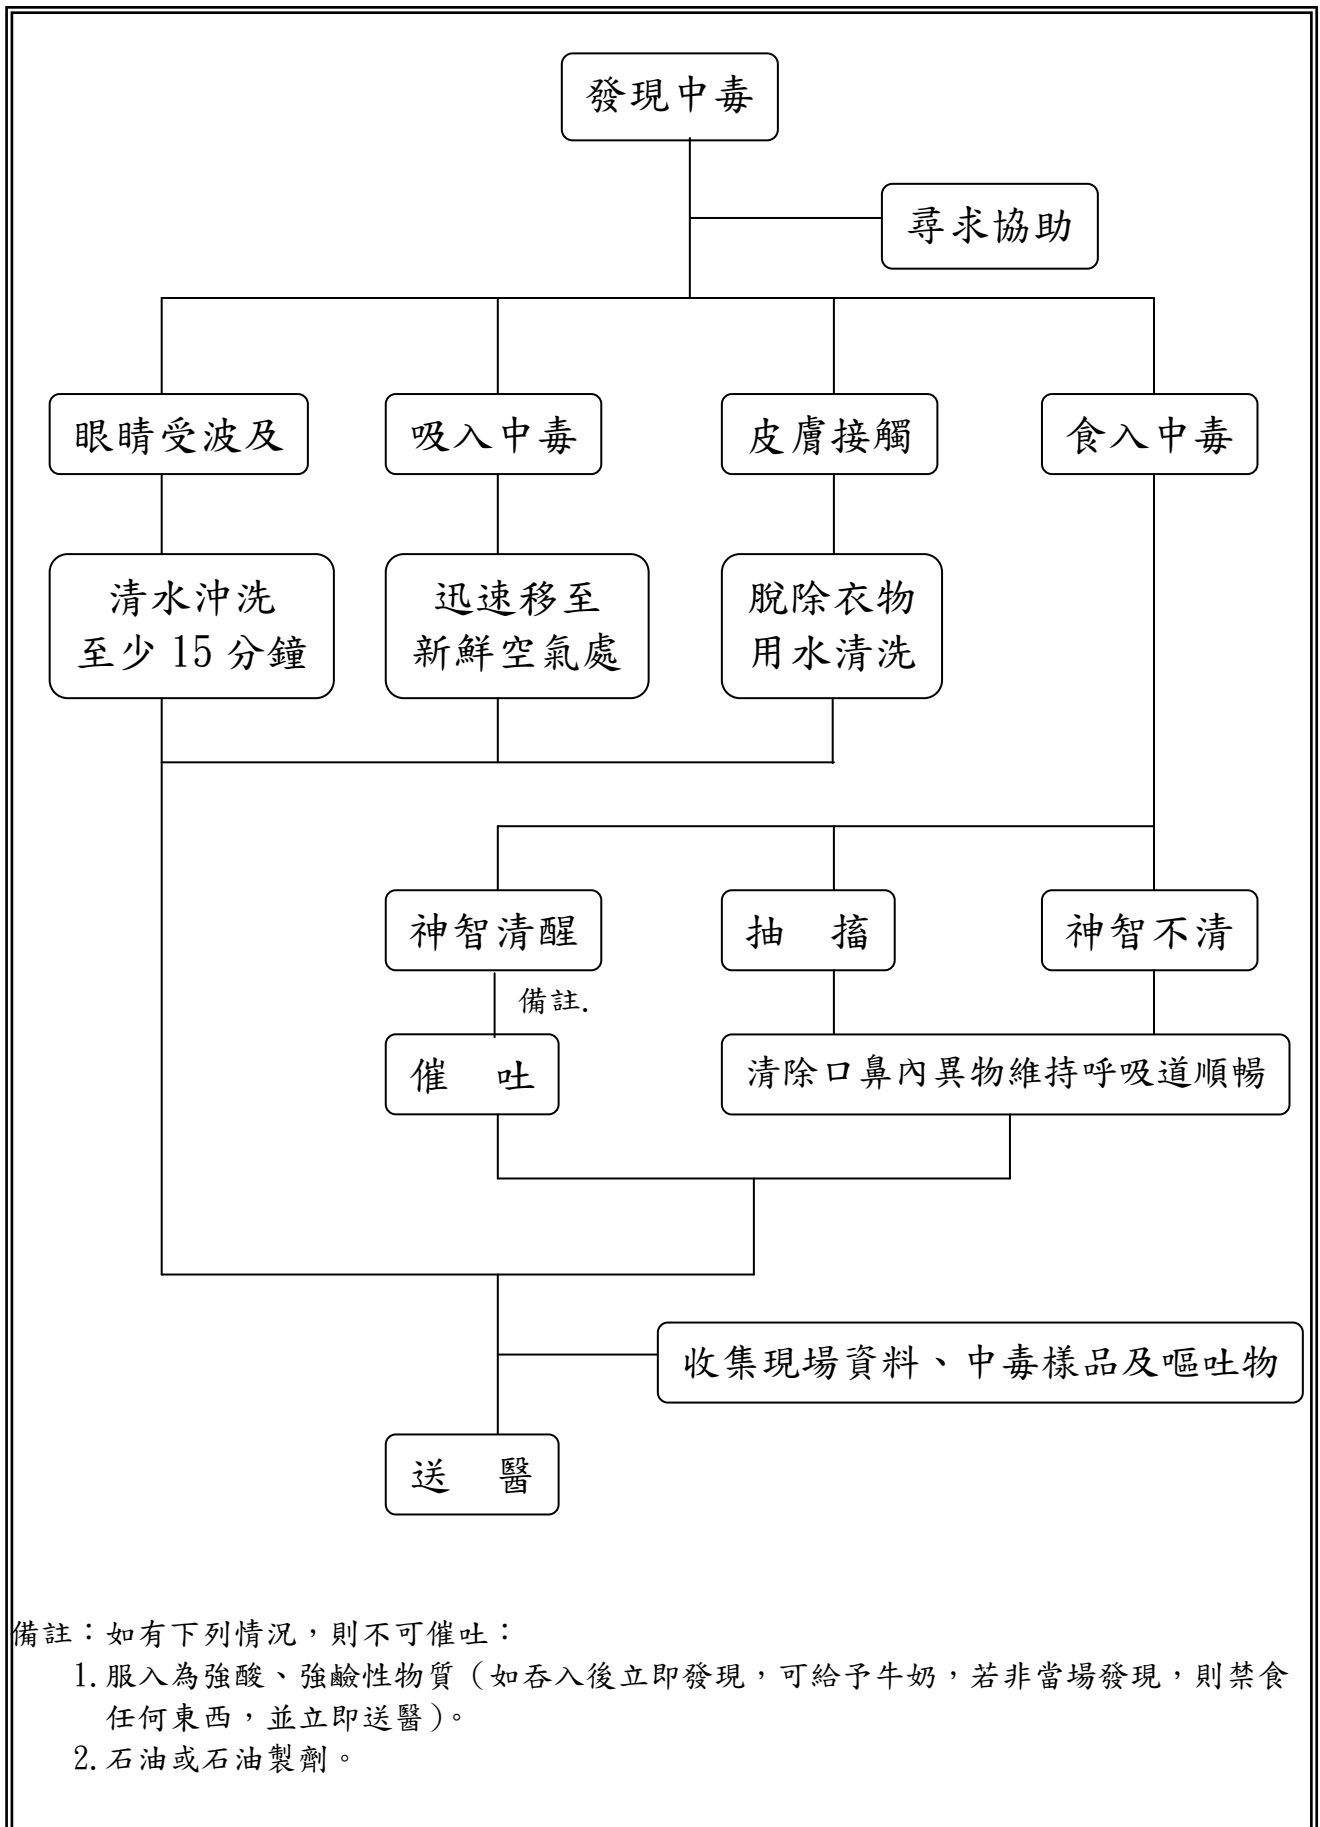 發現中毒
尋求協助
眼睛受波及
吸入中毒
皮膚接觸
食入中毒
清水沖洗
至少 15 分鐘
迅速移至
新鮮空氣處
脫除衣物
用水清洗
神智清醒
抽 搐
神智不清
備註.
催 吐
清除口鼻內異物維持呼吸道順暢
收集現場資料、中毒樣品及嘔吐物
送 醫
備註：如有下列情況，則不可催吐：
1.服入為強酸、強鹼性物質（如吞入後立即發現，可給予牛奶，若非當場發現，則禁食
任何東西，並立即送醫）。
2.石油或石油製劑。